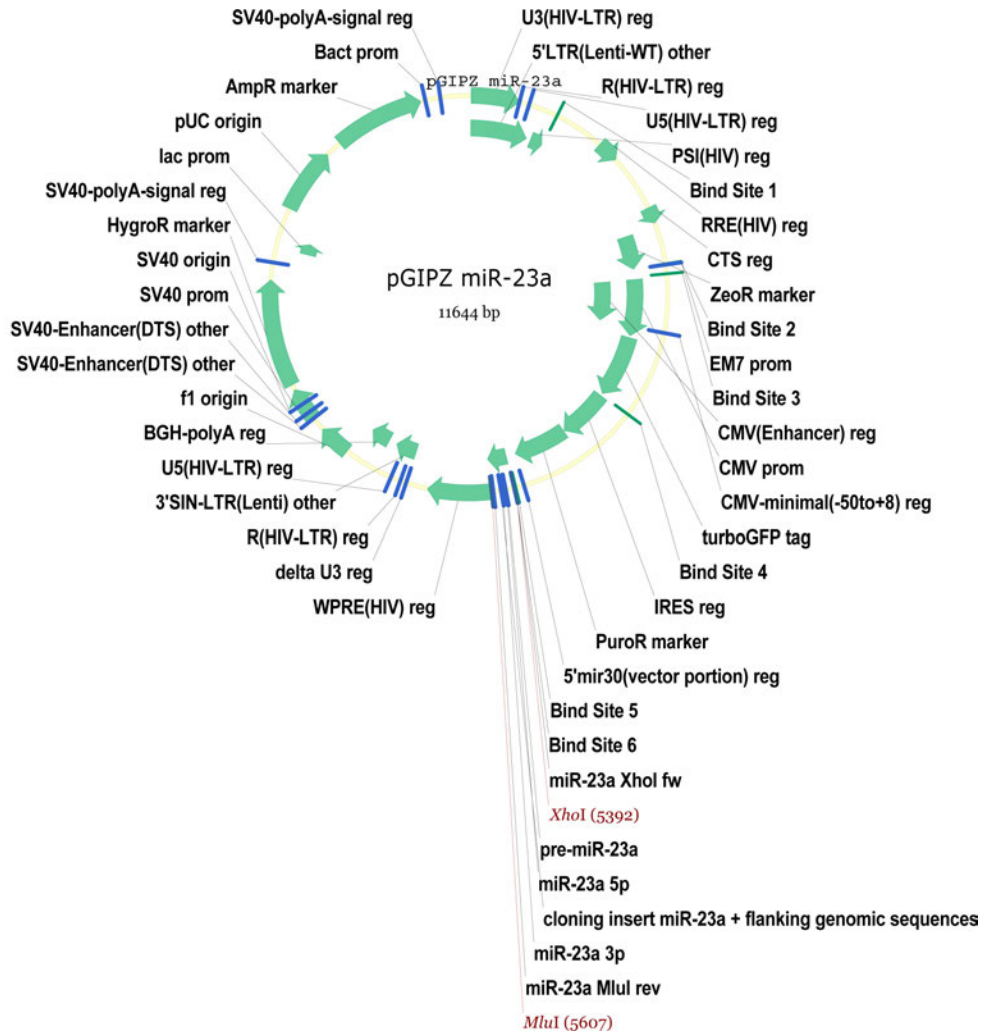 SV40-polyA-signal reg
Bact prom
AmpR marker
pUC origin
lac prom
SV40-polyA-signal reg
HygroR marker
SV40 origin
SV40 prom
SV40-Enhancer(DTS) other
SV40-Enhancer(DTS) other
f1 origin
BGH-polyA reg
U5(HIV-LTR) reg
3'SIN-LTR(Lenti) other
R(HIV-LTR) reg
delta U3 reg
WPRE(HIV) reg
pGIPZ miR-23a
pGIPZ miR-23a
11644 bp
U3(HIV-LTR) reg
5'LTR(Lenti-WT) other
R(HIV-LTR) reg
U5(HIV-LTR) reg
PSI(HIV) reg
Bind Site 1
RRE(HIV) reg
CTS reg
ZeoR marker
Bind Site 2
EM7 prom
Bind Site 3
CMV(Enhancer) reg
CMV prom
CMV-minimal(-50to+8) reg
turboGFP tag
Bind Site 4
IRES reg
PuroR marker
5'mir30(vector portion) reg
Bind Site 5
Bind Site 6
miR-23a XhoI fw
XhoI (5392)
pre-miR-23a
miR-23a 5p
cloning insert miR-23a + flanking genomic sequences
miR-23a 3p
miR-23a MluI rev
MluI (5607)